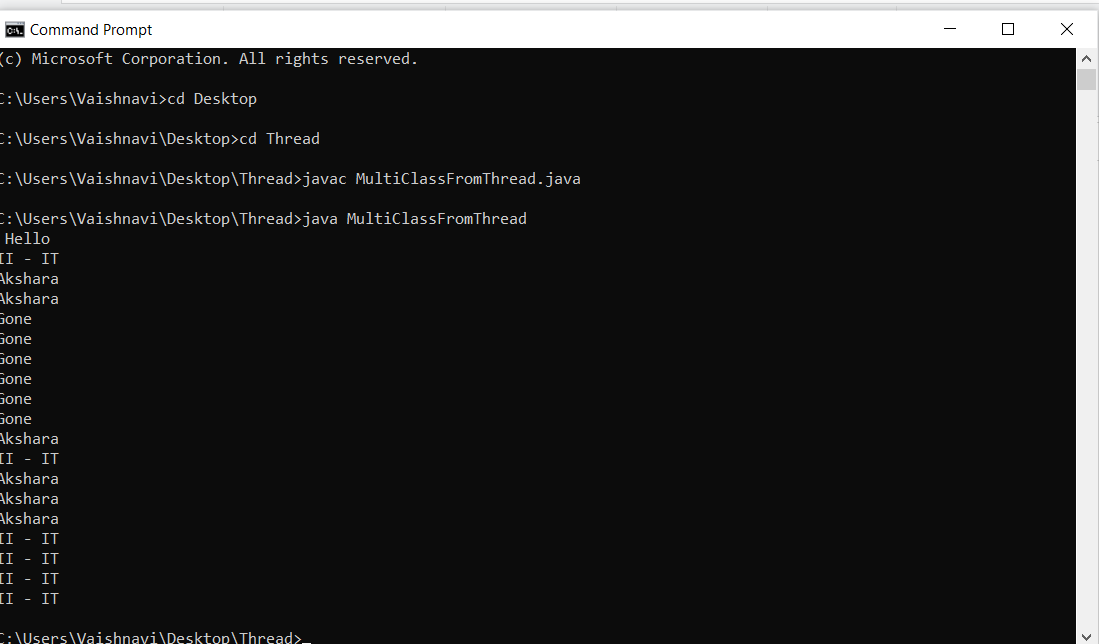 Command Prompt
(c) Microsoft Corporation. All rights reserved.
C:\Users\Vaishnavi>cd Desktop
C:\Users\Vaishnavi\Desktop>cd Thread
C:\Users\Vaishnavi\Desktop\Thread>javac MultiClassFromThread.java
C:\Users\Vaishnavi\Desktop\Thread>java MultiClassFromThread
Hello
II - IT
Akshara
Akshara
Gone
Gone
Gone
Gone
Gone
Gone
Akshara
II - IT
Akshara
Akshara
Akshara
II - IT
II - IT
II - IT
II - IT
C:\Users\Vaishnavi\Desktop\Thread>_